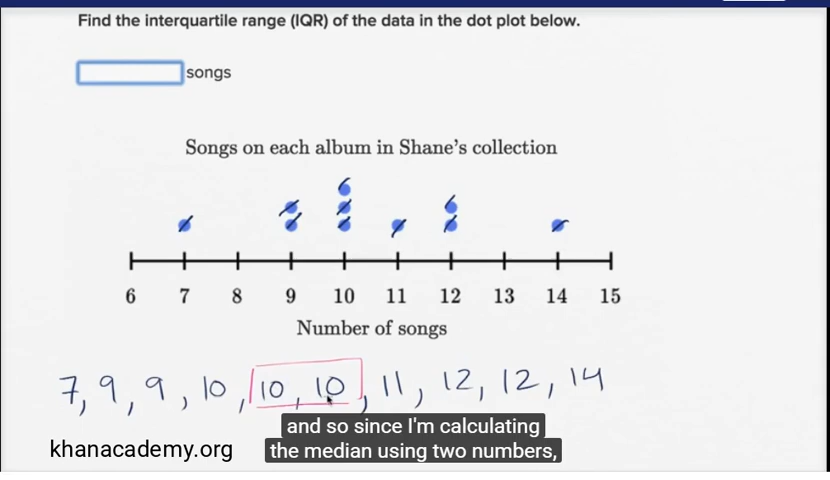 Find the interquartile range (IQR) of the data in the dot plot below.
songs
Songs on each album in Shane's collection
6 7 8 9 10 11 12 13 14 15
Number of songs
7, 9, 9, 10, 10, 10, 11, 12, 12, 14
and so since I'm calculating
the median using two numbers,
khanacademy.org